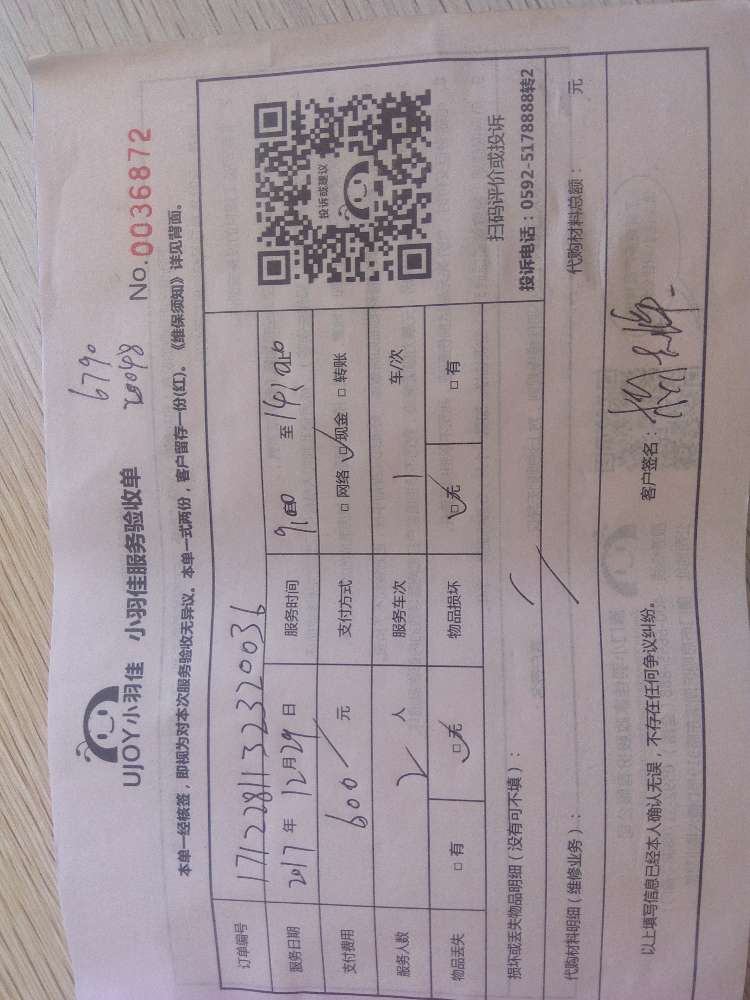 6790
20098
UJOY小羽佳 小羽佳服务验收单 No.0036872
本单一经核签，即视为对本次服务验收无异议。本单一式两份，客户留存一份(红)。《维保须知》详见背面。
订单编号 171228113232320036
服务日期 2017 年 12 月 29 日 服务时间 9:00 至 14:00
支付费用 600 元 支付方式 □ 网络 □ 现金 □ 转账
服务人数 2 人 服务车次 1 车/次
物品丢失 □ 有 □ 无 物品损坏 □ 无 □ 有
投诉或建议
扫码评价或投诉
投诉电话：0592-5178888转2
损坏或丢失物品明细（没有可不填）：
代购材料明细（维修业务）： 代购材料总额： 元
以上填写信息已经本人确认无误，不存在任何争议纠纷。 客户签名：